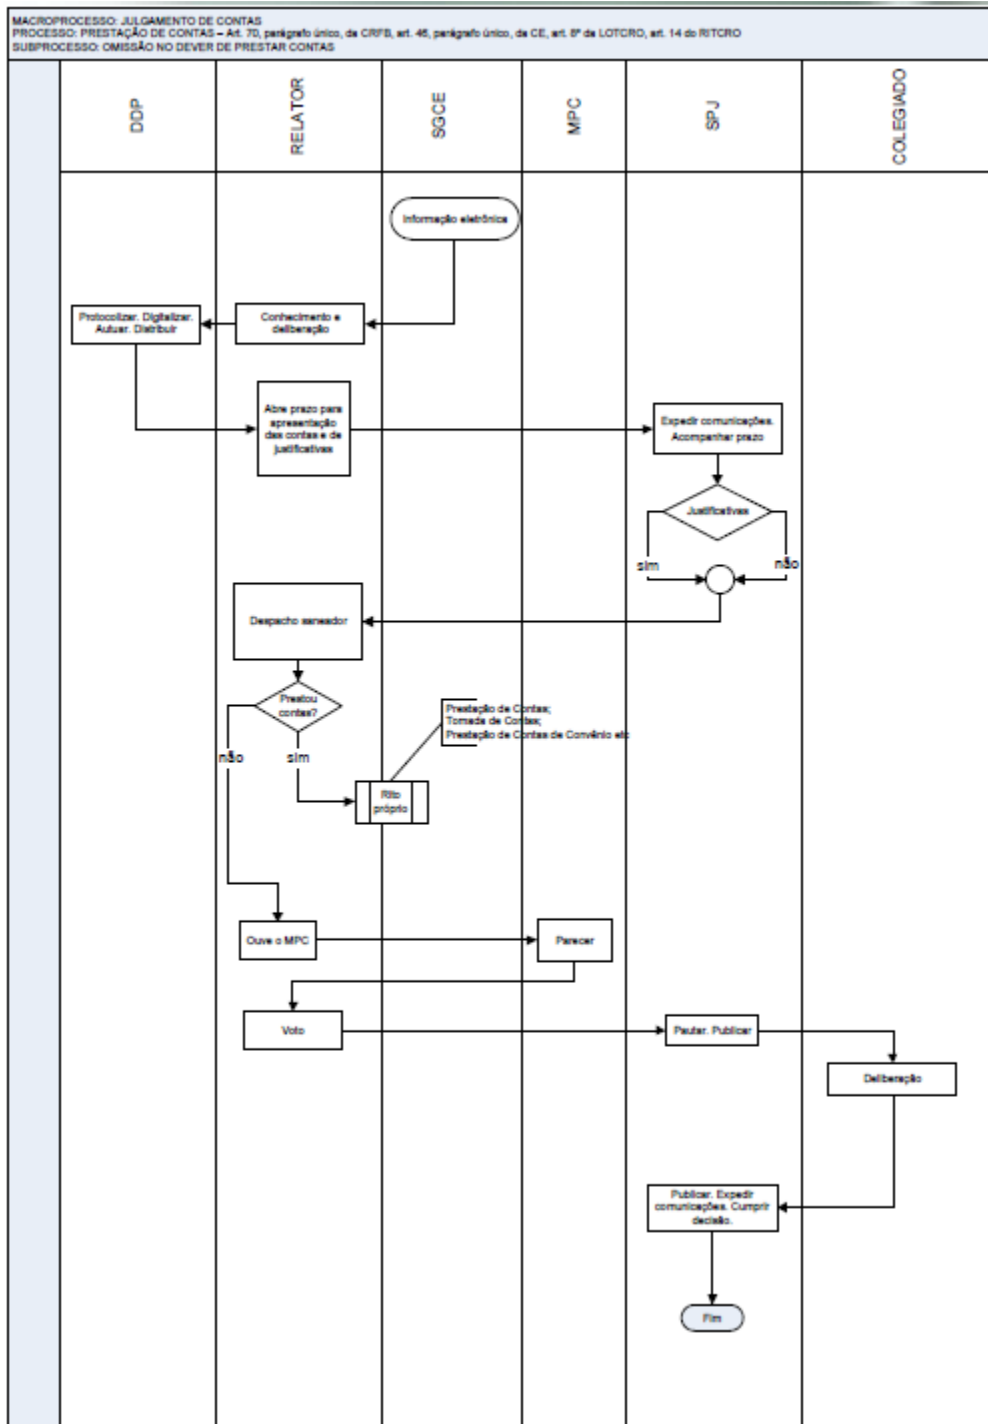 MACROPROCESSO: JULGAMENTO DE CONTAS
PROCESSO: PRESTAÇÃO DE CONTAS – Art. 70, parágrafo único, da CRFB, art. 46, parágrafo único, da CE, art. 8º da LOTCRO, art. 14 do RITCRO
SUBPROCESSO: OMISSÃO NO DEVER DE PRESTAR CONTAS
DDP
RELATOR
SGCE
MPC
SPJ
COLEGIADO
Informação eletrônica
Protocolizar. Digitalizar.
Autuar. Distribuir
Conhecimento e
deliberação
Abre prazo para
apresentação
das contas e de
justificativas
Expedir comunicações.
Acompanhar prazo
Justificativas
sim
não
Despacho saneador
Prestou
contas?
não
sim
Prestação de Contas;
Tomada de Contas;
Prestação de Contas de Convênio etc
Rito
próprio
Ouve o MPC
Parecer
Voto
Pautar. Publicar
Deliberação
Publicar. Expedir
comunicações. Cumprir
decisão.
Fim